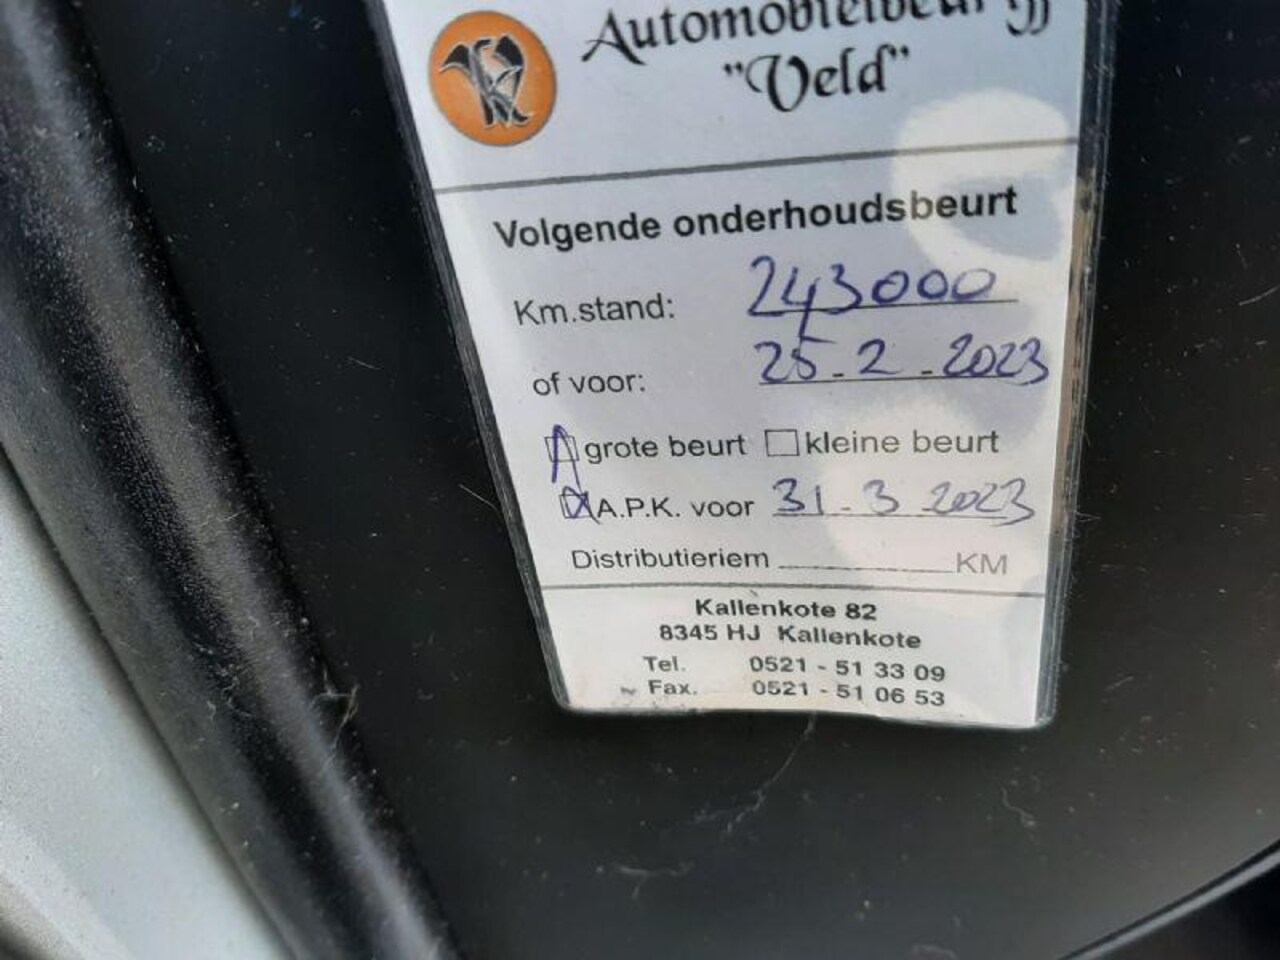 Automobielbedrijf
"Veld"
Volgende onderhoudsbeurt
Km.stand: 243000
of voor: 25-2-2023
grote beurt kleine beurt
A.P.K. voor 31-3 2023
Distributieriem KM
Kallenkote 82
8345 HJ Kallenkote
Tel. 0521 - 51 33 09
Fax. 0521 - 51 06 53